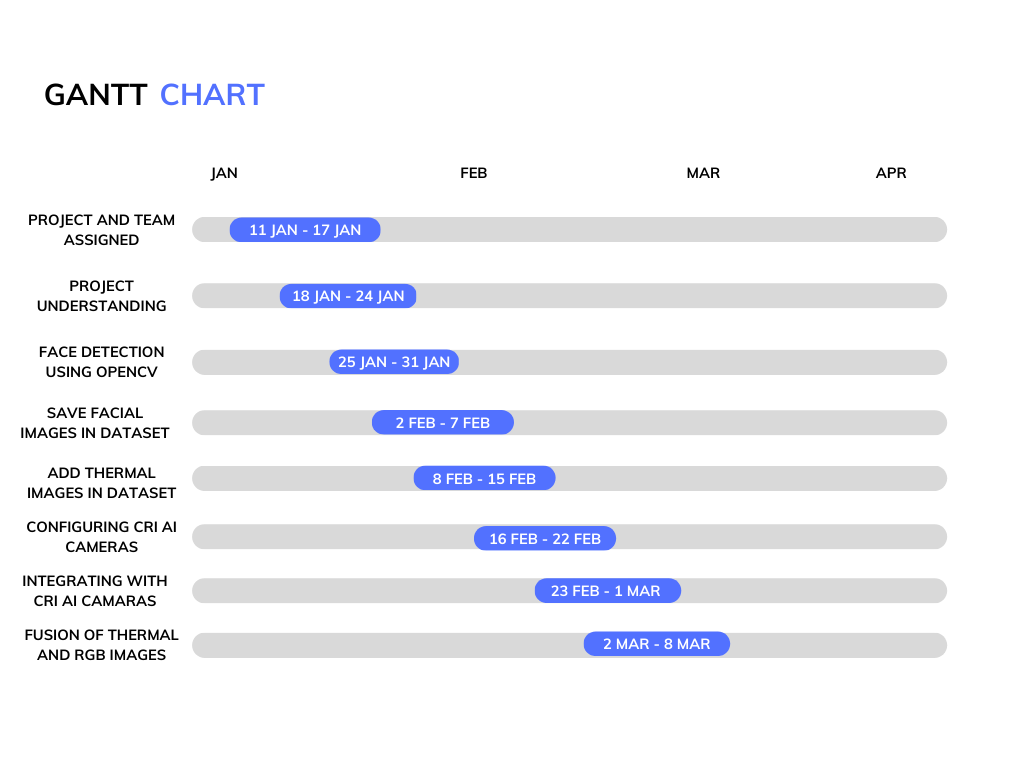 GANTT CHART
JAN FEB MAR APR
PROJECT AND TEAM
ASSIGNED
11 JAN - 17 JAN
PROJECT
UNDERSTANDING
18 JAN - 24 JAN
FACE DETECTION
USING OPENCV
25 JAN - 31 JAN
SAVE FACIAL
IMAGES IN DATASET
2 FEB - 7 FEB
ADD THERMAL
IMAGES IN DATASET
8 FEB - 15 FEB
CONFIGURING CRI AI
CAMERAS
16 FEB - 22 FEB
INTEGRATING WITH
CRI AI CAMARAS
23 FEB - 1 MAR
FUSION OF THERMAL
AND RGB IMAGES
2 MAR - 8 MAR